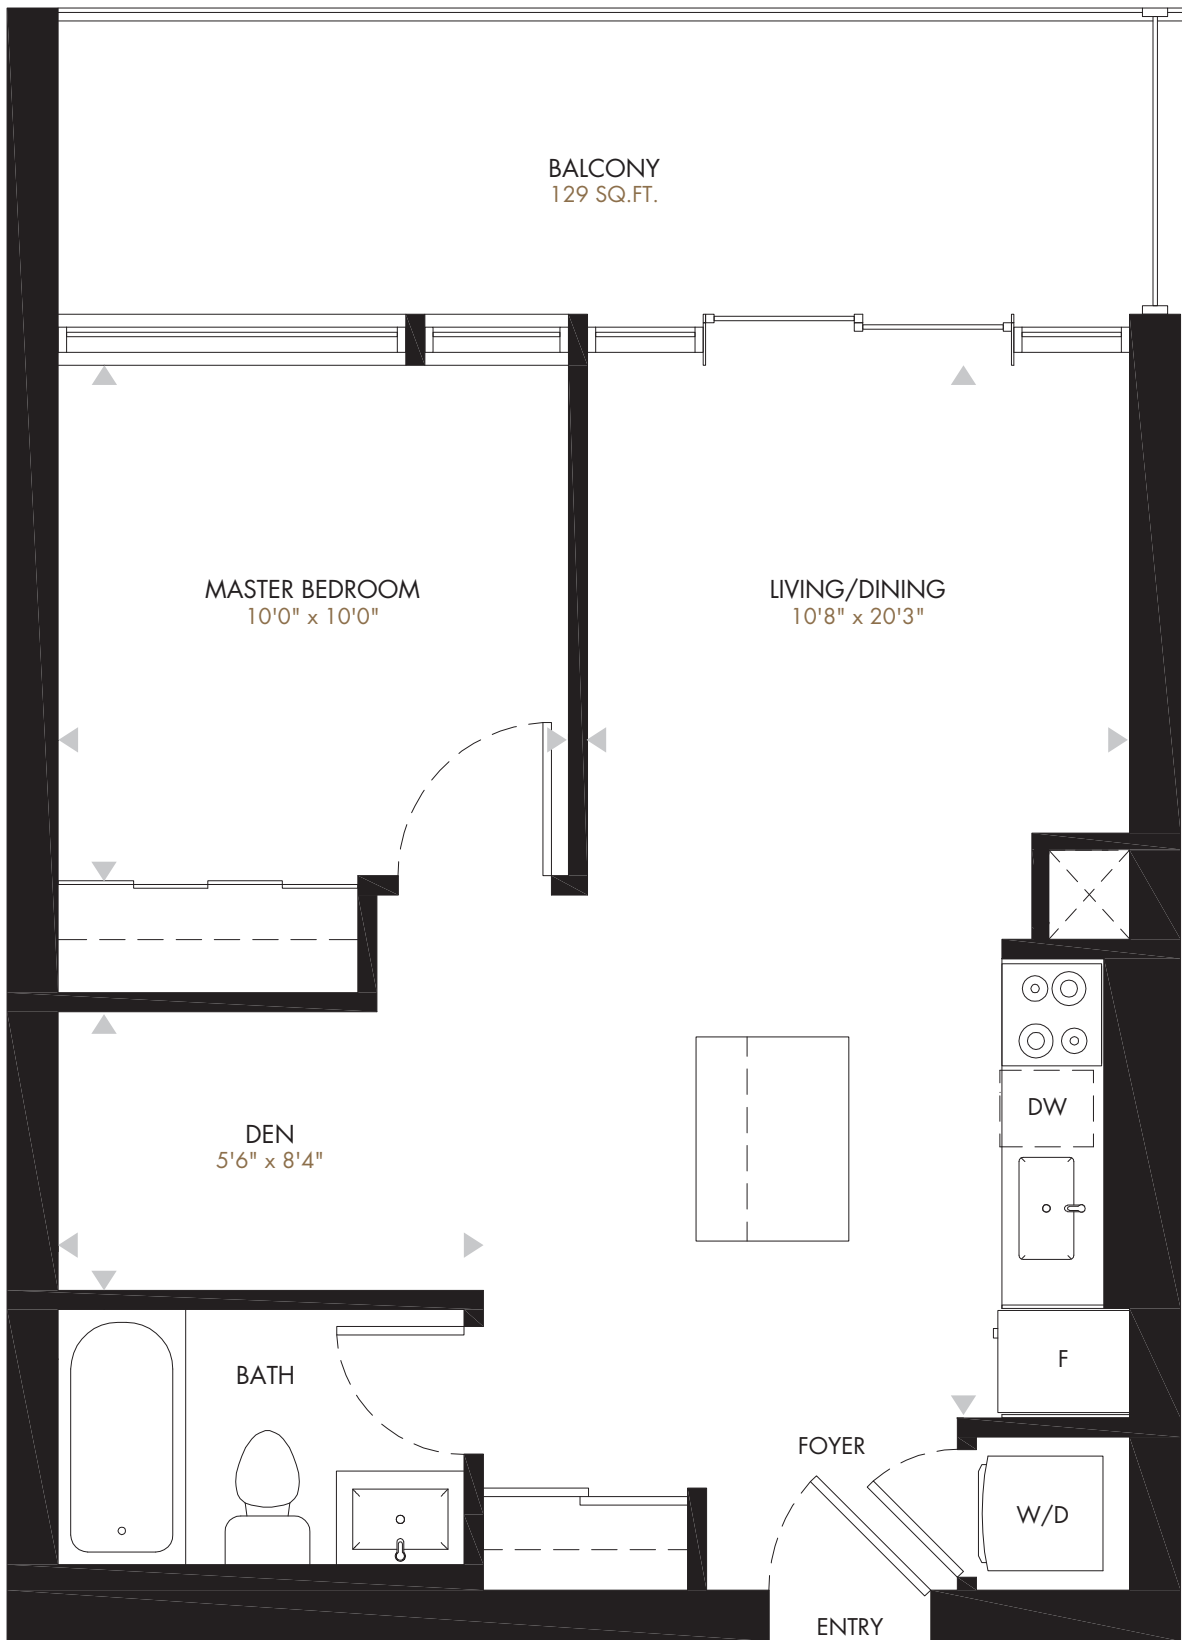 BALCONY
129 SQ.FT.
MASTER BEDROOM
10'0" x 10'0"
LIVING/DINING
10'8" x 20'3"
DW
DEN
5'6" x 8'4"
F
BATH
FOYER
W/D
ENTRY